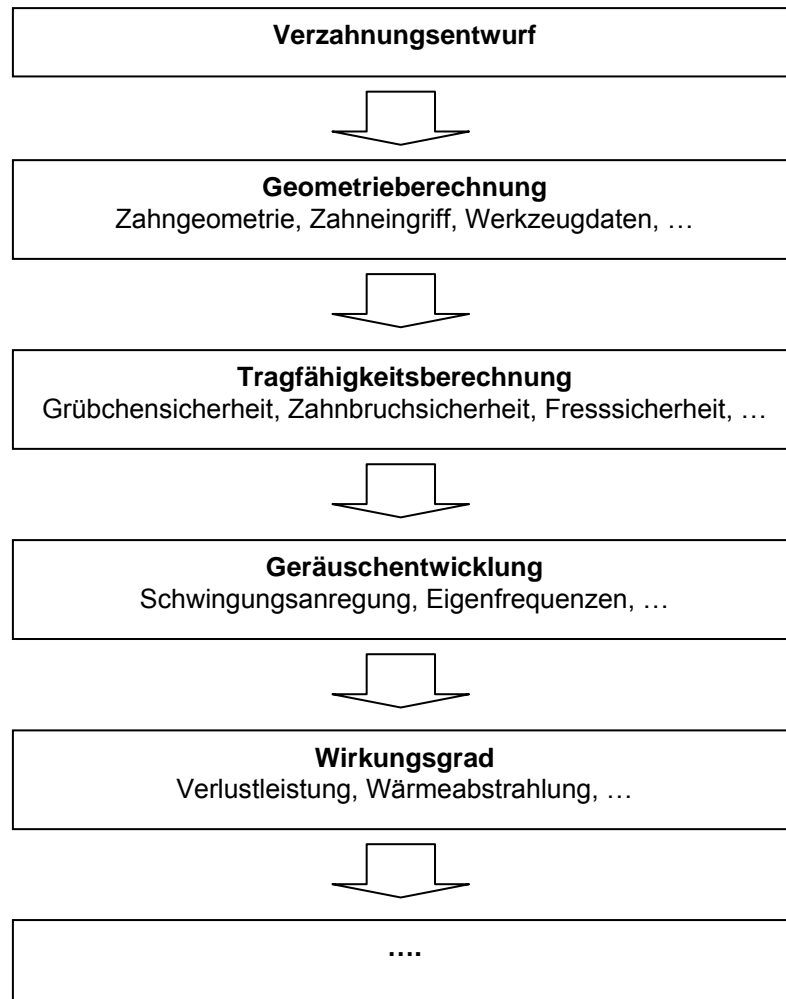 Verzahnungsentwurf
Geometrieberechnung
Zahngeometrie, Zahneingriff, Werkzeugdaten, …
Tragfähigkeitsberechnung
Grübchensicherheit, Zahnbruchsicherheit, Fresssicherheit, …
Geräuschentwicklung
Schwingungsanregung, Eigenfrequenzen, …
Wirkungsgrad
Verlustleistung, Wärmeabstrahlung, …
….